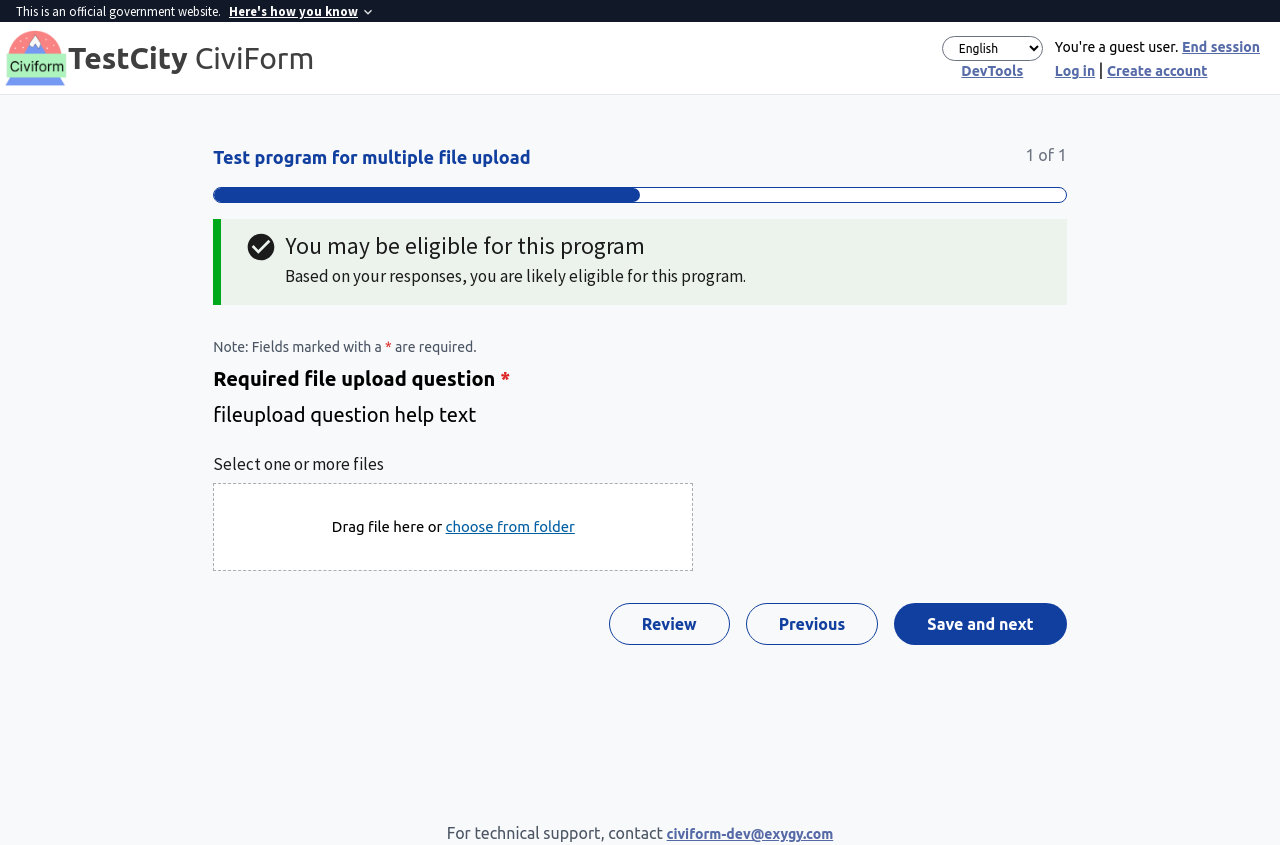 This is an official government website. Here's how you know
Civiform
TestCity CiviForm
English
You're a guest user. End session
DevTools
Log in | Create account
Test program for multiple file upload
1 of 1
You may be eligible for this program
Based on your responses, you are likely eligible for this program.
Note: Fields marked with a * are required.
Required file upload question *
fileupload question help text
Select one or more files
Drag file here or choose from folder
Review
Previous
Save and next
For technical support, contact civiform-dev@exygy.com